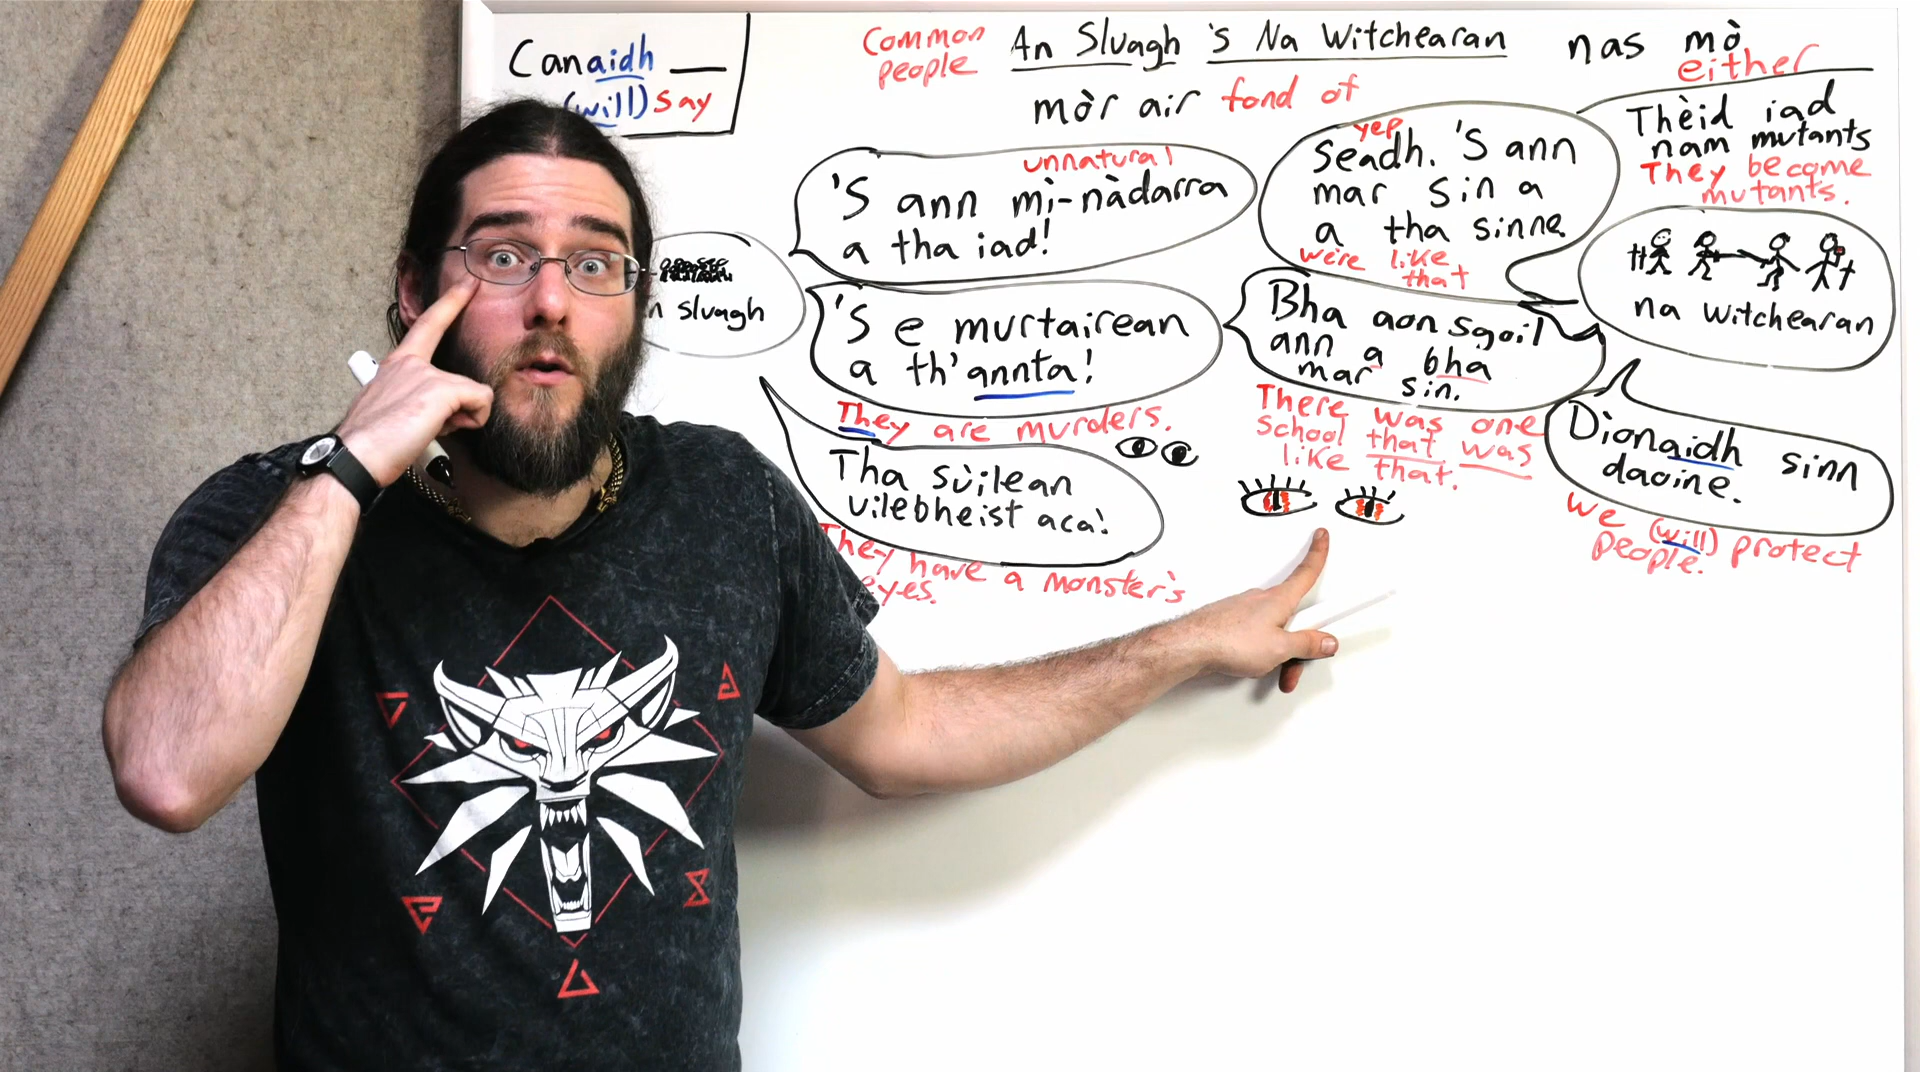 Canaidh
(will) say
Common
people
An Sluagh 's Na Witchearan
mòr air fond of
nas mò
either
Thèid iad
nam mutants
They become
mutants.
unnatural
'S ann mì-nàdarra
a tha iad!
yep
Seadh. 'S ann
mar sin a
a tha sinne.
we're like
that
n sluagh
na witchearan
'S e murtairean
a th'annta!
They are murders.
Bha aon sgoil
ann a bha
mar sin.
There was one
school that was
like that.
Tha sùilean
uilebheist aca!
They have a monster's
eyes.
Dìonaidh sinn
daoine.
we (will) protect
people.